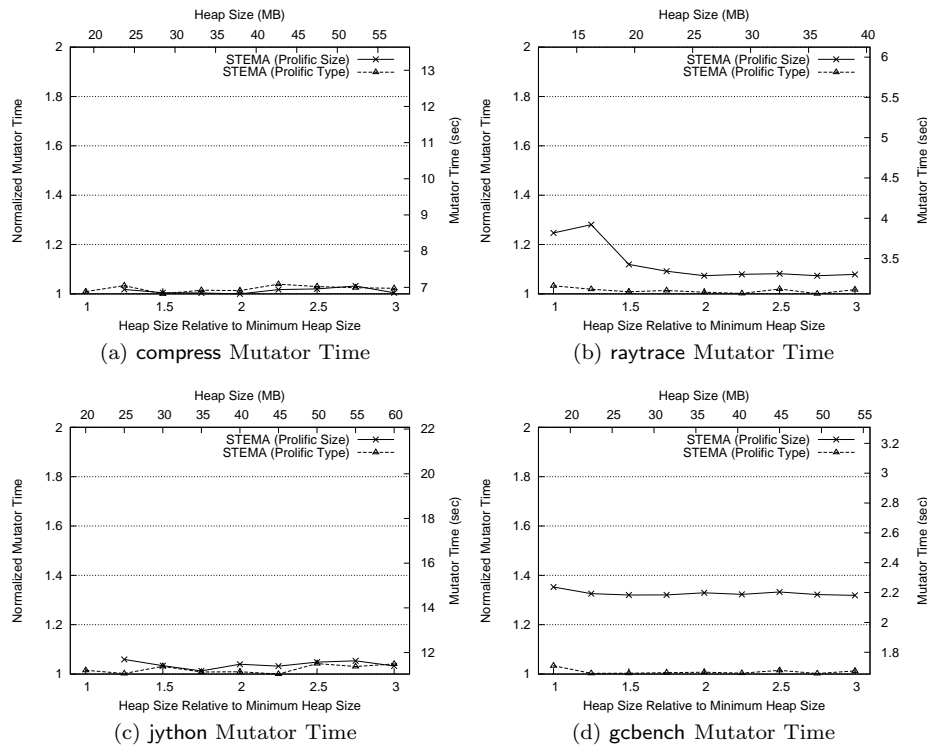 Heap Size (MB)
20 25 30 35 40 45 50 55
2
1.8
1.6
1.4
1.2
1
Normalized Mutator Time
STEMA (Prolific Size)
STEMA (Prolific Type)
13
12
11
10
9
8
7
Mutator Time (sec)
1 1.5 2 2.5 3
Heap Size Relative to Minimum Heap Size
(a) compress Mutator Time
Heap Size (MB)
15 20 25 30 35 40
2
1.8
1.6
1.4
1.2
1
Normalized Mutator Time
STEMA (Prolific Size)
STEMA (Prolific Type)
6
5.5
5
4.5
4
3.5
Mutator Time (sec)
1 1.5 2 2.5 3
Heap Size Relative to Minimum Heap Size
(b) raytrace Mutator Time
Heap Size (MB)
20 25 30 35 40 45 50 55 60
2
1.8
1.6
1.4
1.2
1
Normalized Mutator Time
STEMA (Prolific Size)
STEMA (Prolific Type)
22
20
18
16
14
12
Mutator Time (sec)
1 1.5 2 2.5 3
Heap Size Relative to Minimum Heap Size
(c) jython Mutator Time
Heap Size (MB)
20 25 30 35 40 45 50 55
2
1.8
1.6
1.4
1.2
1
Normalized Mutator Time
STEMA (Prolific Size)
STEMA (Prolific Type)
3.2
3
2.8
2.6
2.4
2.2
2
1.8
Mutator Time (sec)
1 1.5 2 2.5 3
Heap Size Relative to Minimum Heap Size
(d) gcbench Mutator Time